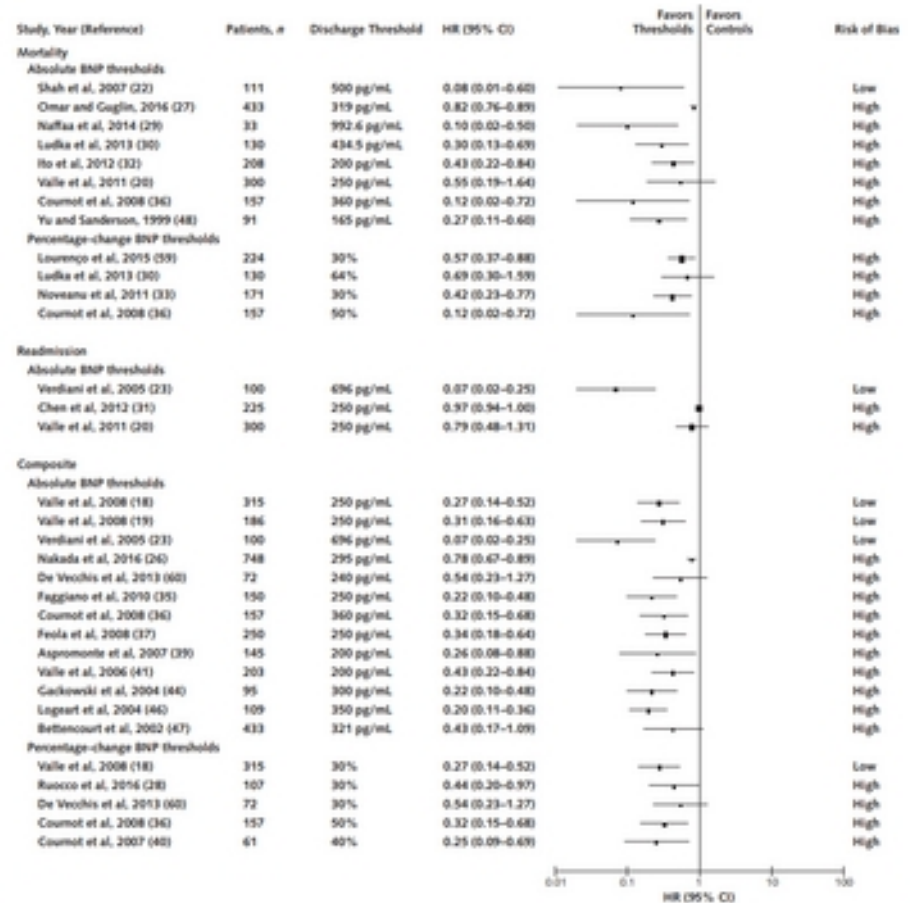 Favors Favors
Study, Year (Reference) Patients, n Discharge Threshold HR (95% CI) Thresholds Controls Risk of Bias
Mortality
Absolute BNP thresholds
Shah et al, 2007 (22) 111 500 pg/mL 0.08 (0.01–0.60) Low
Omar and Guglin, 2016 (27) 433 319 pg/mL 0.82 (0.76–0.89) High
Naffaa et al, 2014 (29) 33 992.6 pg/mL 0.10 (0.02–0.50) High
Ludka et al, 2013 (30) 130 434.5 pg/mL 0.30 (0.13–0.69) High
Ito et al, 2012 (32) 208 200 pg/mL 0.43 (0.22–0.84) High
Valle et al, 2011 (20) 300 250 pg/mL 0.55 (0.19–1.64) High
Cournot et al, 2008 (36) 157 360 pg/mL 0.12 (0.02–0.72) High
Yu and Sanderson, 1999 (48) 91 165 pg/mL 0.27 (0.11–0.60) High
Percentage-change BNP thresholds
Lourenço et al, 2015 (59) 224 30% 0.57 (0.37–0.88) High
Ludka et al, 2013 (30) 130 64% 0.69 (0.30–1.59) High
Noveanu et al, 2011 (33) 171 30% 0.42 (0.23–0.77) High
Cournot et al, 2008 (36) 157 50% 0.12 (0.02–0.72) High
Readmission
Absolute BNP thresholds
Verdiani et al, 2005 (23) 100 696 pg/mL 0.07 (0.02–0.25) Low
Chen et al, 2012 (31) 225 250 pg/mL 0.97 (0.94–1.00) High
Valle et al, 2011 (20) 300 250 pg/mL 0.79 (0.48–1.31) High
Composite
Absolute BNP thresholds
Valle et al, 2008 (18) 315 250 pg/mL 0.27 (0.14–0.52) Low
Valle et al, 2008 (19) 186 250 pg/mL 0.31 (0.16–0.63) Low
Verdiani et al, 2005 (23) 100 696 pg/mL 0.07 (0.02–0.25) Low
Nakada et al, 2016 (26) 748 295 pg/mL 0.78 (0.67–0.89) High
De Vecchis et al, 2013 (60) 72 240 pg/mL 0.54 (0.23–1.27) High
Faggiano et al, 2010 (35) 150 250 pg/mL 0.22 (0.10–0.48) High
Cournot et al, 2008 (36) 157 360 pg/mL 0.32 (0.15–0.68) High
Feola et al, 2008 (37) 250 250 pg/mL 0.34 (0.18–0.64) High
Aspromonte et al, 2007 (39) 145 200 pg/mL 0.26 (0.08–0.88) High
Valle et al, 2006 (41) 203 200 pg/mL 0.43 (0.22–0.84) High
Gackowski et al, 2004 (44) 95 300 pg/mL 0.22 (0.10–0.48) High
Logeart et al, 2004 (46) 109 350 pg/mL 0.20 (0.11–0.36) High
Bettencourt et al, 2002 (47) 433 321 pg/mL 0.43 (0.17–1.09) High
Percentage-change BNP thresholds
Valle et al, 2008 (18) 315 30% 0.27 (0.14–0.52) Low
Ruocco et al, 2016 (28) 107 30% 0.44 (0.20–0.97) High
De Vecchis et al, 2013 (60) 72 30% 0.54 (0.23–1.27) High
Cournot et al, 2008 (36) 157 50% 0.32 (0.15–0.68) High
Cournot et al, 2007 (40) 61 40% 0.25 (0.09–0.69) High
0.01 0.1 1 10 100
HR (95% CI)